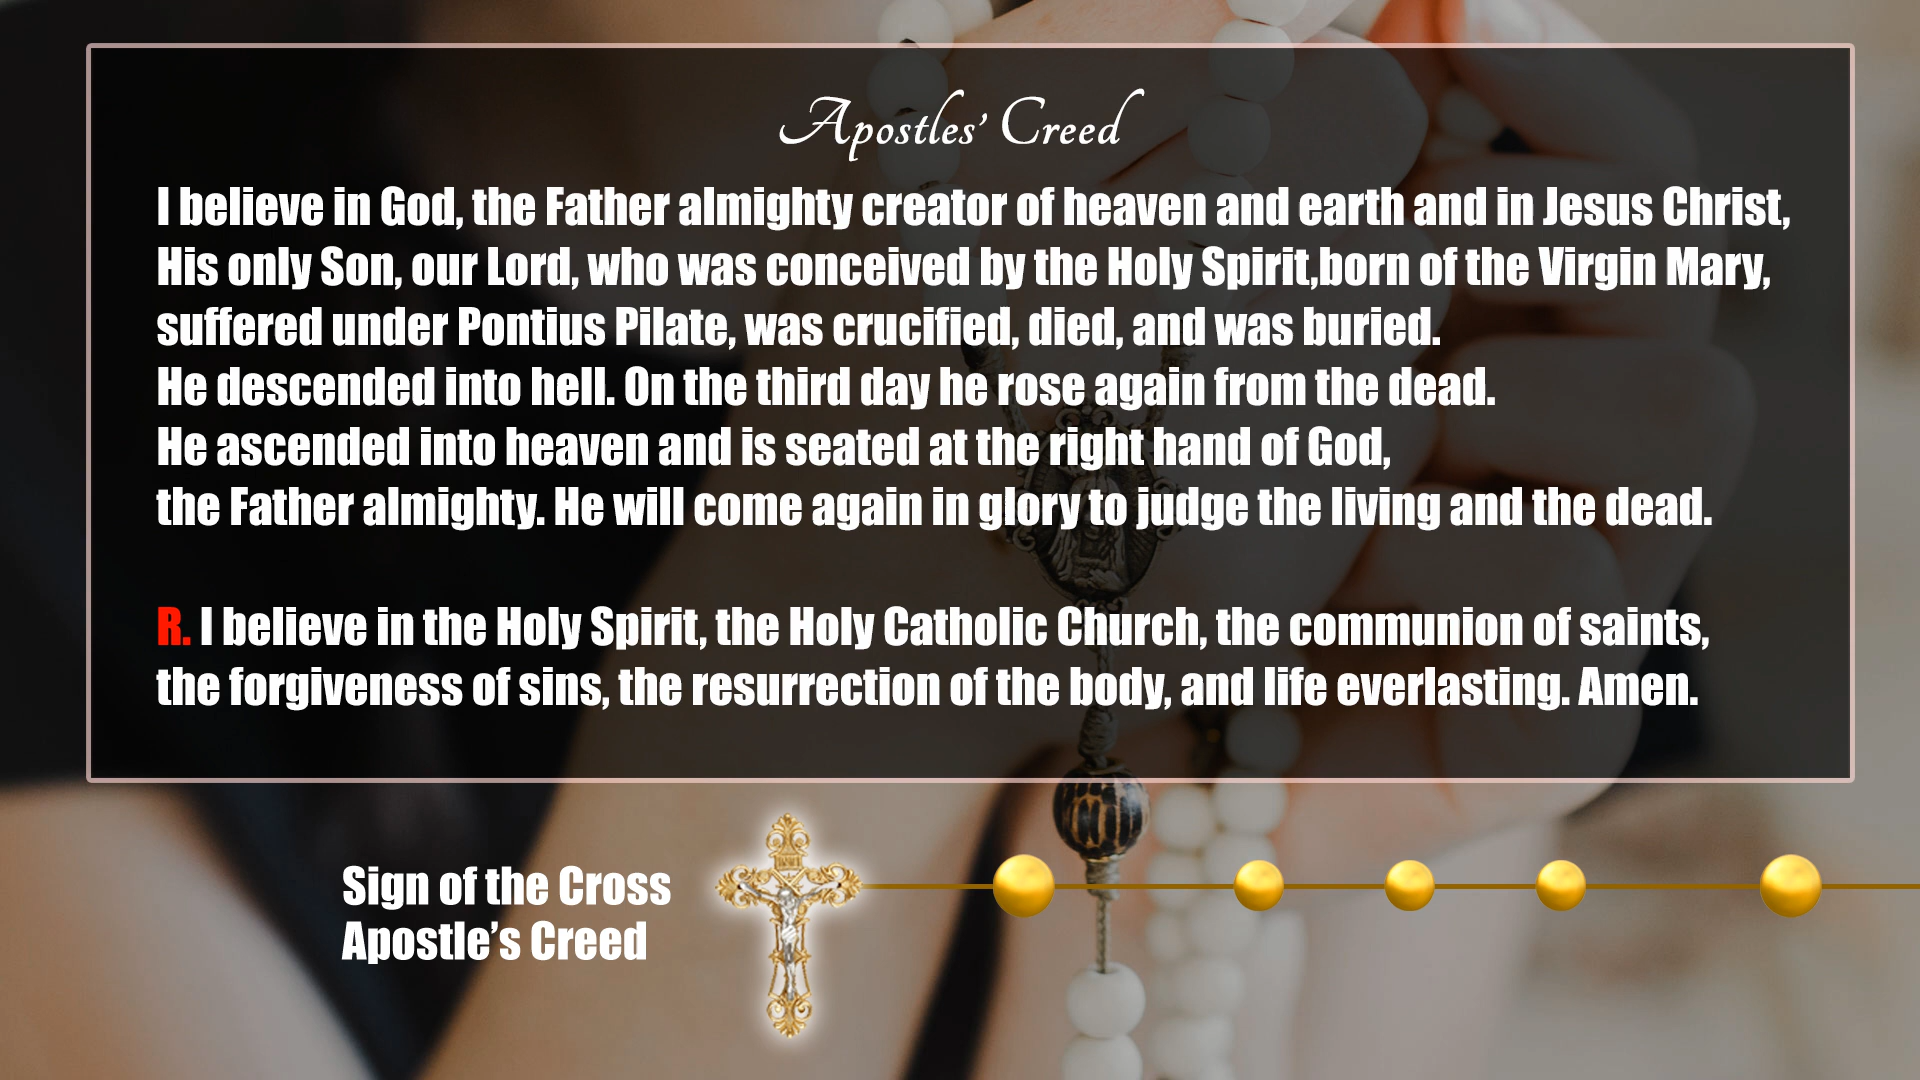 Apostles’ Creed
I believe in God, the Father almighty creator of heaven and earth and in Jesus Christ,
His only Son, our Lord, who was conceived by the Holy Spirit,born of the Virgin Mary,
suffered under Pontius Pilate, was crucified, died, and was buried.
He descended into hell. On the third day he rose again from the dead.
He ascended into heaven and is seated at the right hand of God,
the Father almighty. He will come again in glory to judge the living and the dead.
R. I believe in the Holy Spirit, the Holy Catholic Church, the communion of saints,
the forgiveness of sins, the resurrection of the body, and life everlasting. Amen.
Sign of the Cross
Apostle’s Creed